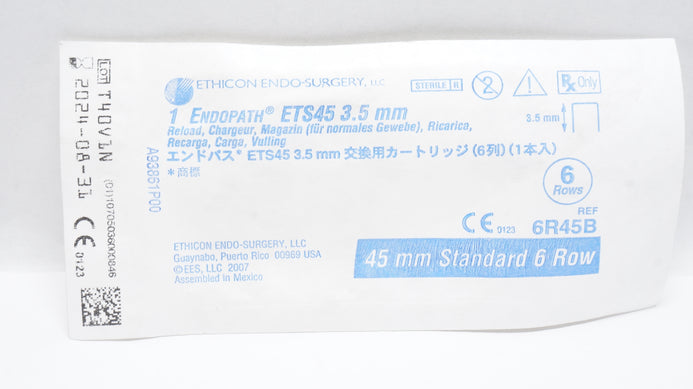 ETHICON ENDO-SURGERY, LLC
STERILE R
2
Rx Only
1 ENDOPATH® ETS45 3.5 mm
Reload, Chargeur, Magazin (für normales Gewebe), Ricarica,
Recarga, Carga, Vulling
エンドパス® ETS45 3.5 mm 交換用カートリッジ(6列)(1本入)
*商標
3.5 mm
6
Rows
REF
CE 0123 6R45B
45 mm Standard 6 Row
ETHICON ENDO-SURGERY, LLC
Guaynabo, Puerto Rico 00969 USA
©EES, LLC 2007
Assembled in Mexico
A93861P00
LOT T40V1N
2024-08-31
CE 0123